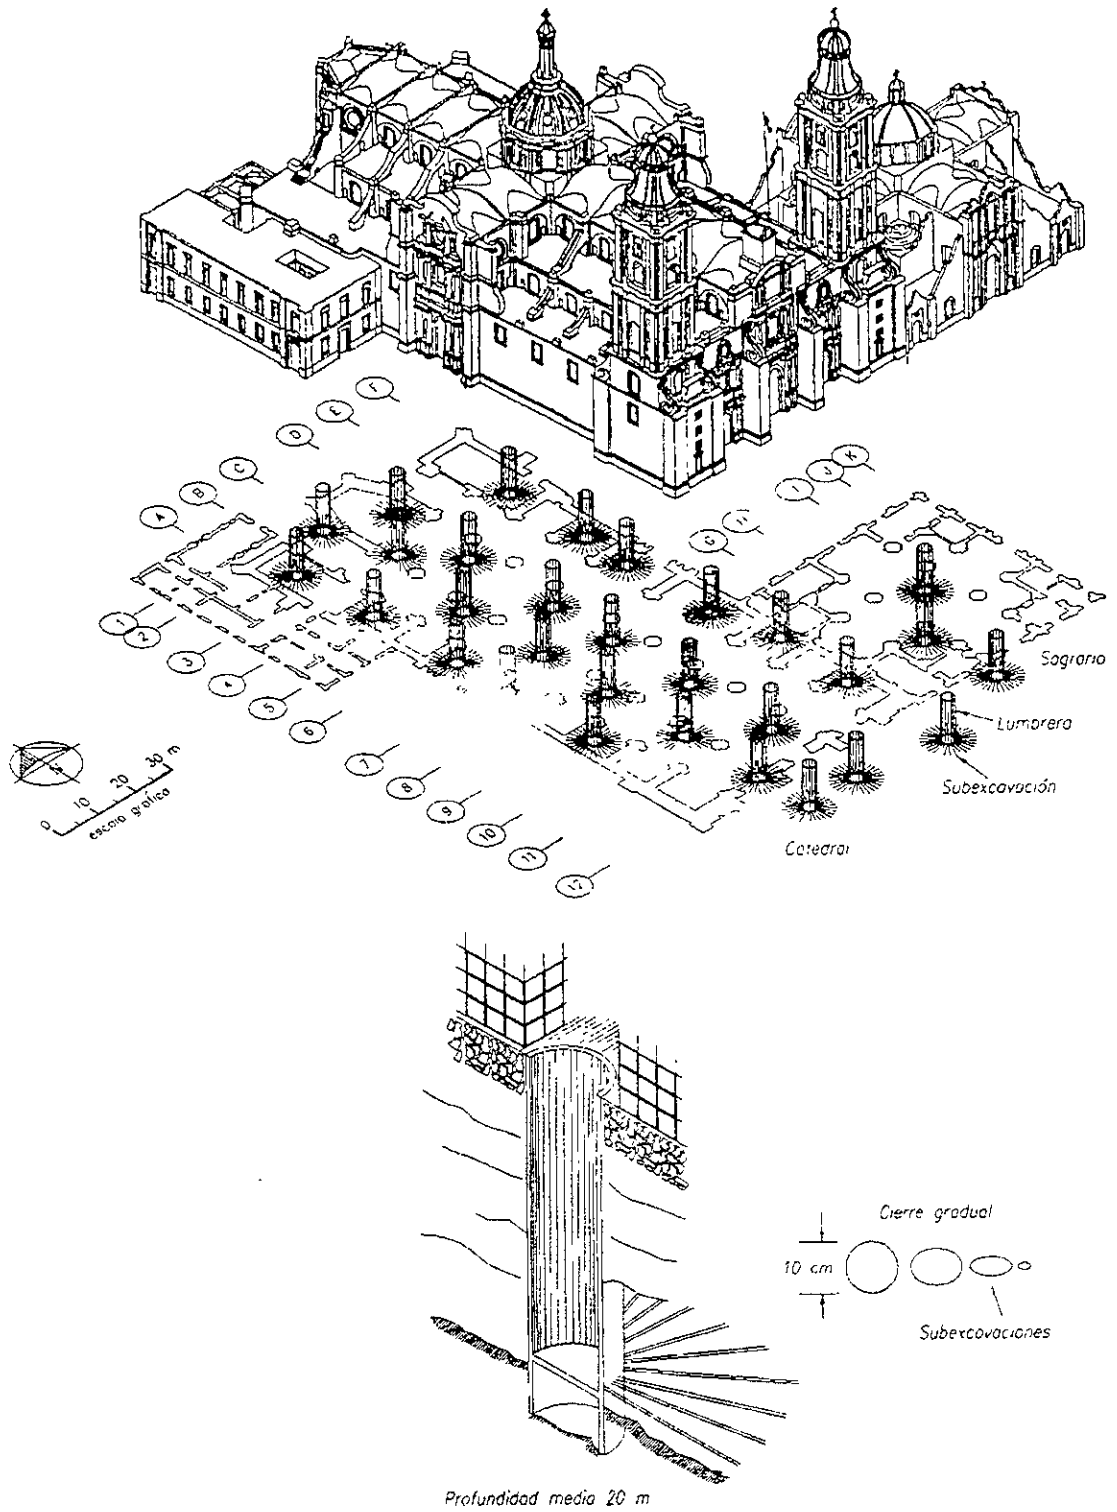 F
E
D
C
B
A
K
J
I
H
G
1
2
3
4
5
6
7
8
9
10
11
12
Sagrario
Lumbrera
Subexcavación
Catedral
0 10 20 30 m
escala gráfica
Cierre gradual
10 cm
Subexcavaciones
Profundidad media 20 m